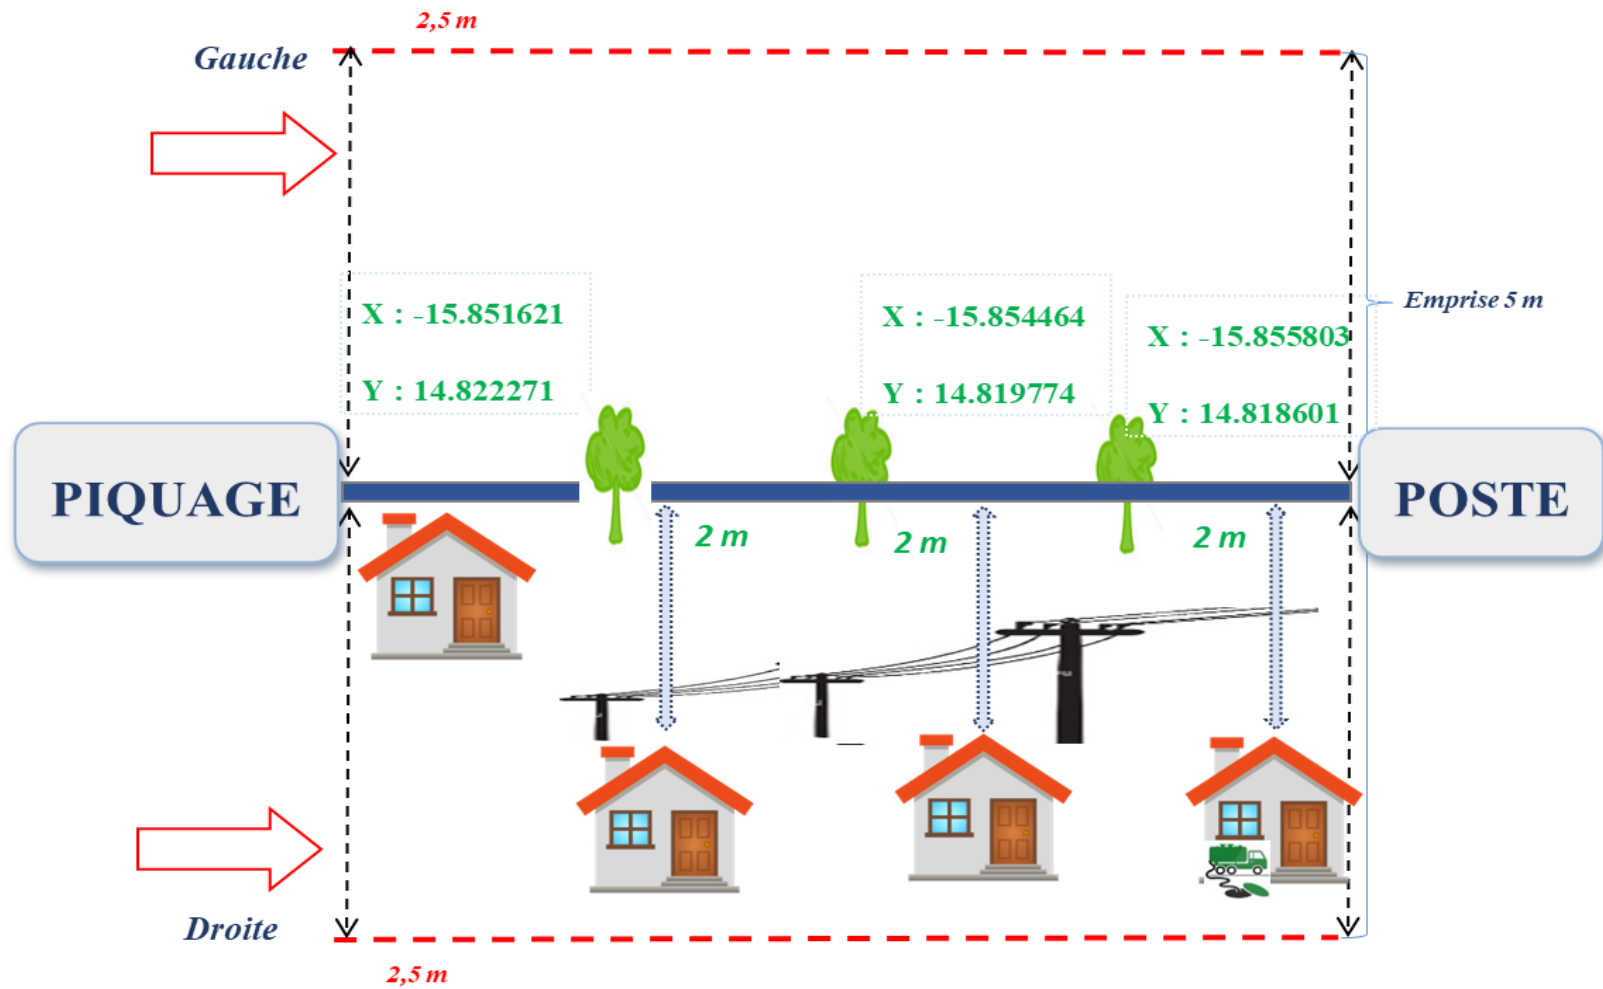 2,5 m
Gauche
Emprise 5 m
X : -15.851621
Y : 14.822271
X : -15.854464
Y : 14.819774
X : -15.855803
Y : 14.818601
PIQUAGE
POSTE
2 m
2 m
2 m
Droite
2,5 m